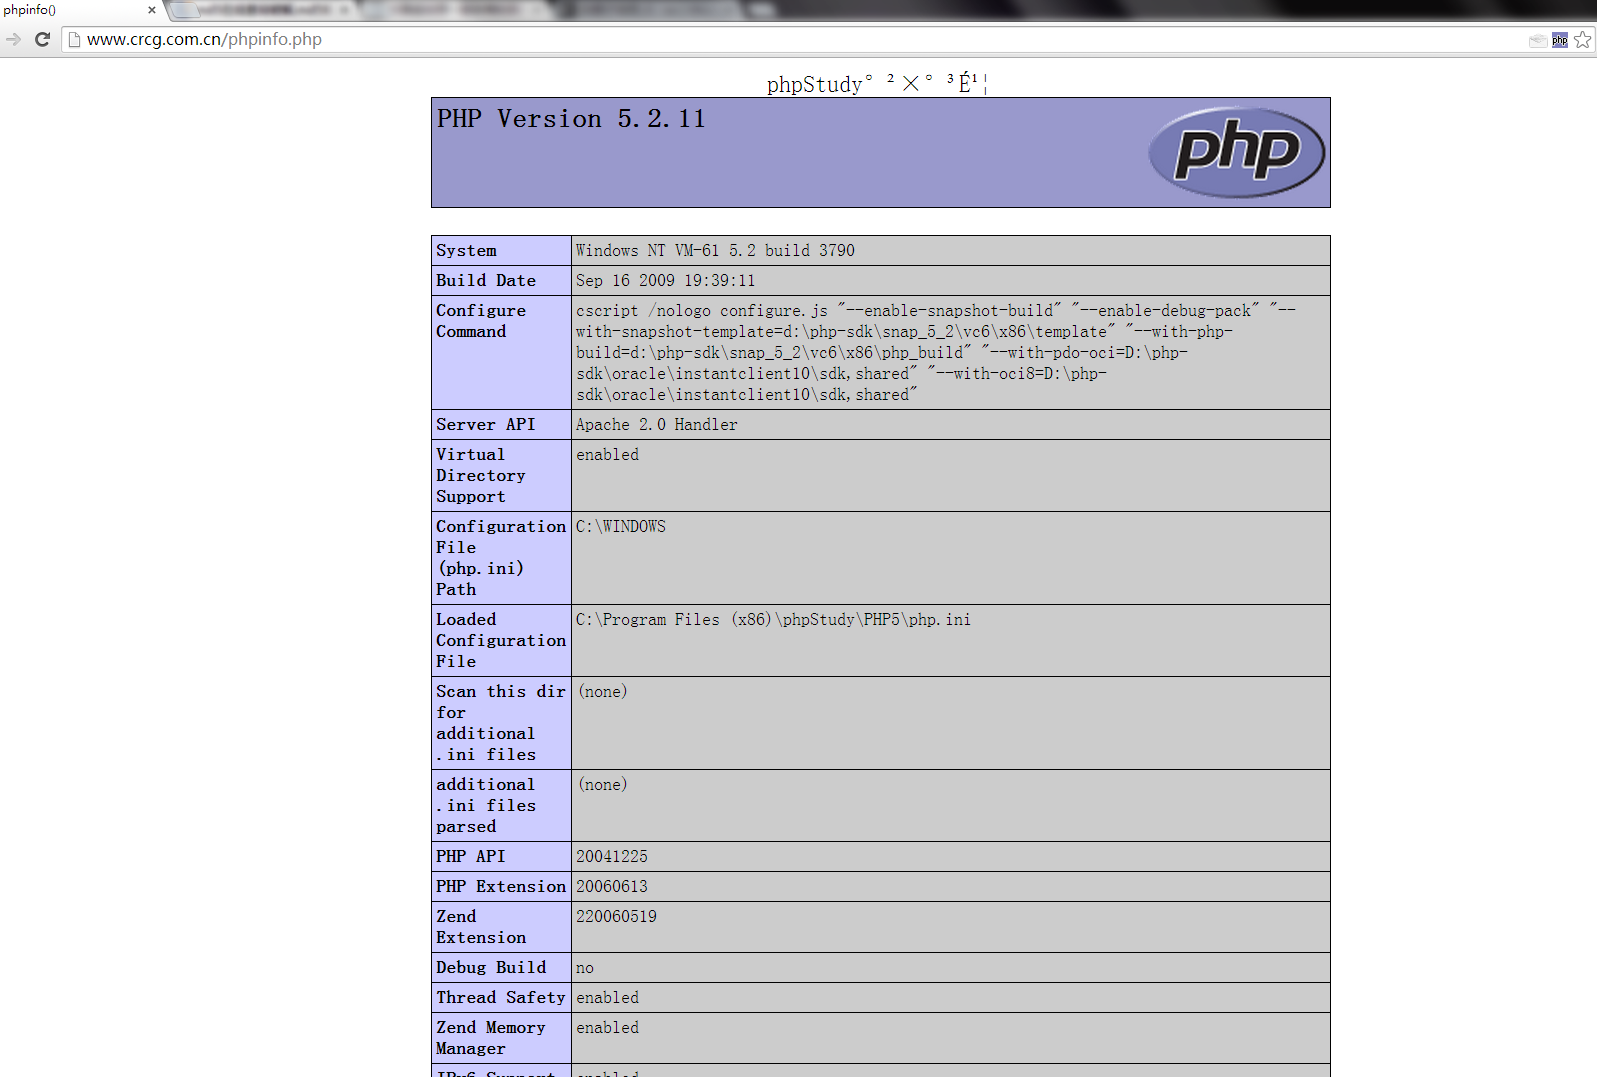 phpinfo()
www.crcg.com.cn/phpinfo.php
php
phpStudy°²×°³É¹¦
PHP Version 5.2.11
php
System Windows NT VM-61 5.2 build 3790
Build Date Sep 16 2009 19:39:11
Configure cscript /nologo configure.js "--enable-snapshot-build" "--enable-debug-pack" "--
Command with-snapshot-template=d:\php-sdk\snap_5_2\vc6\x86\template" "--with-php-
build=d:\php-sdk\snap_5_2\vc6\x86\php_build" "--with-pdo-oci=D:\php-
sdk\oracle\instantclient10\sdk,shared" "--with-oci8=D:\php-
sdk\oracle\instantclient10\sdk,shared"
Server API Apache 2.0 Handler
Virtual enabled
Directory
Support
Configuration C:\WINDOWS
File
(php.ini)
Path
Loaded C:\Program Files (x86)\phpStudy\PHP5\php.ini
Configuration
File
Scan this dir (none)
for
additional
.ini files
additional (none)
.ini files
parsed
PHP API 20041225
PHP Extension 20060613
Zend 220060519
Extension
Debug Build no
Thread Safety enabled
Zend Memory enabled
Manager
IPv6 Support enabled